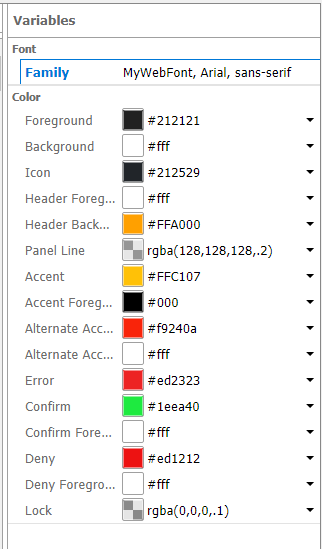 Variables
Font
Family MyWebFont, Arial, sans-serif
Color
Foreground #212121
Background #fff
Icon #212529
Header Foreg... #fff
Header Back... #FFA000
Panel Line rgba(128,128,128,.2)
Accent #FFC107
Accent Foreg... #000
Alternate Acc... #f9240a
Alternate Acc... #fff
Error #ed2323
Confirm #1eea40
Confirm Fore... #fff
Deny #ed1212
Deny Foregro... #fff
Lock rgba(0,0,0,.1)